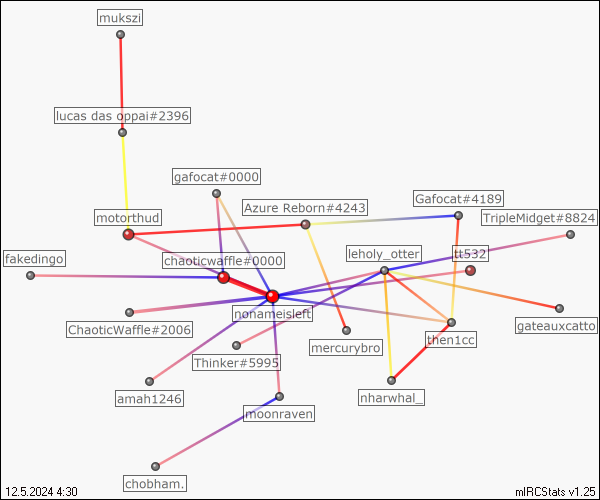 mukszi
lucas das oppai#2396
gafocat#0000
Gafocat#4189
Azure Reborn#4243
motorthud
TripleMidget#8824
leholy_otter
tt532
fakedingo
chaoticwaffle#0000
nonameisleft
ChaoticWaffle#2006
gateauxcatto
then1cc
mercurybro
Thinker#5995
amah1246
nharwhal_
moonraven
chobham.
12.5.2024 4:30
mIRCStats v1.25